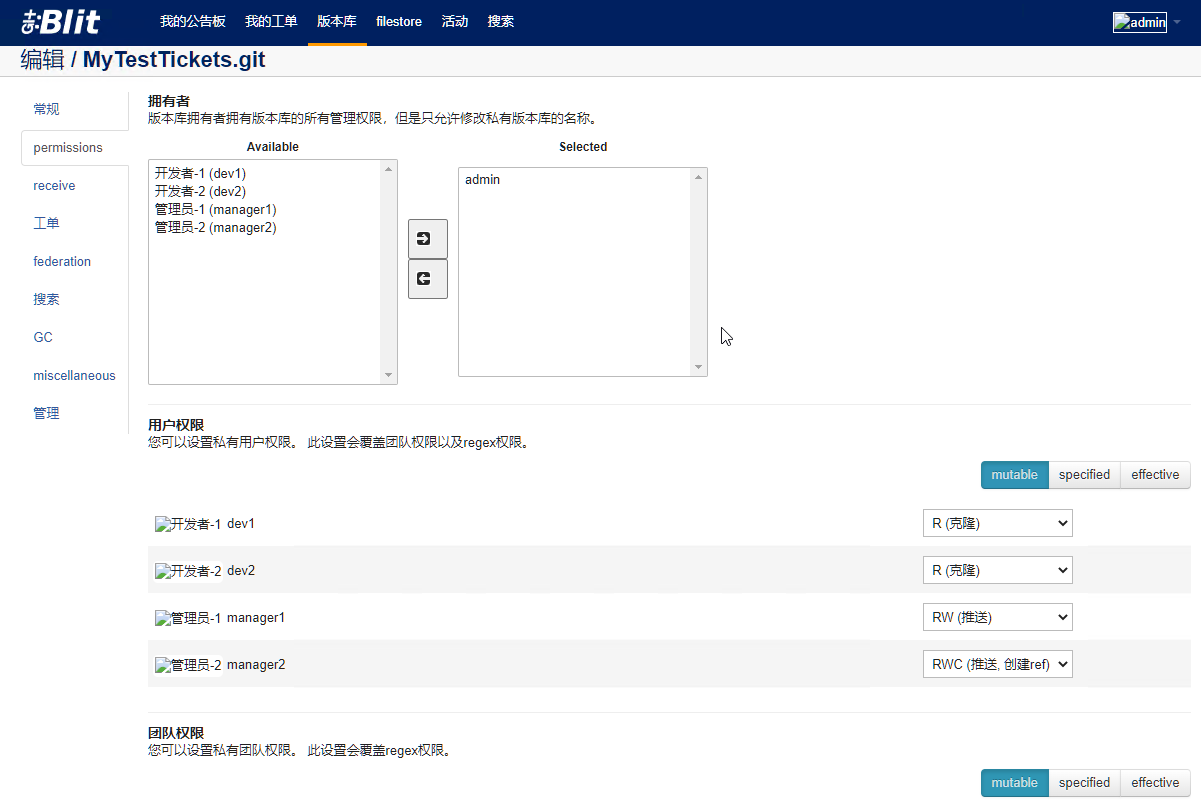 Blit
我的公告板 我的工单 版本库 filestore 活动 搜索 admin
编辑 / MyTestTickets.git
常规
permissions
receive
工单
federation
搜索
GC
miscellaneous
管理
拥有者
版本库拥有者拥有版本库的所有管理权限，但是只允许修改私有版本库的名称。
Available
开发者-1 (dev1)
开发者-2 (dev2)
管理员-1 (manager1)
管理员-2 (manager2)
Selected
admin
用户权限
您可以设置私有用户权限。 此设置会覆盖团队权限以及regex权限。
mutable specified effective
开发者-1 dev1 R (克隆)
开发者-2 dev2 R (克隆)
管理员-1 manager1 RW (推送)
管理员-2 manager2 RWC (推送, 创建ref)
团队权限
您可以设置私有团队权限。 此设置会覆盖regex权限。
mutable specified effective